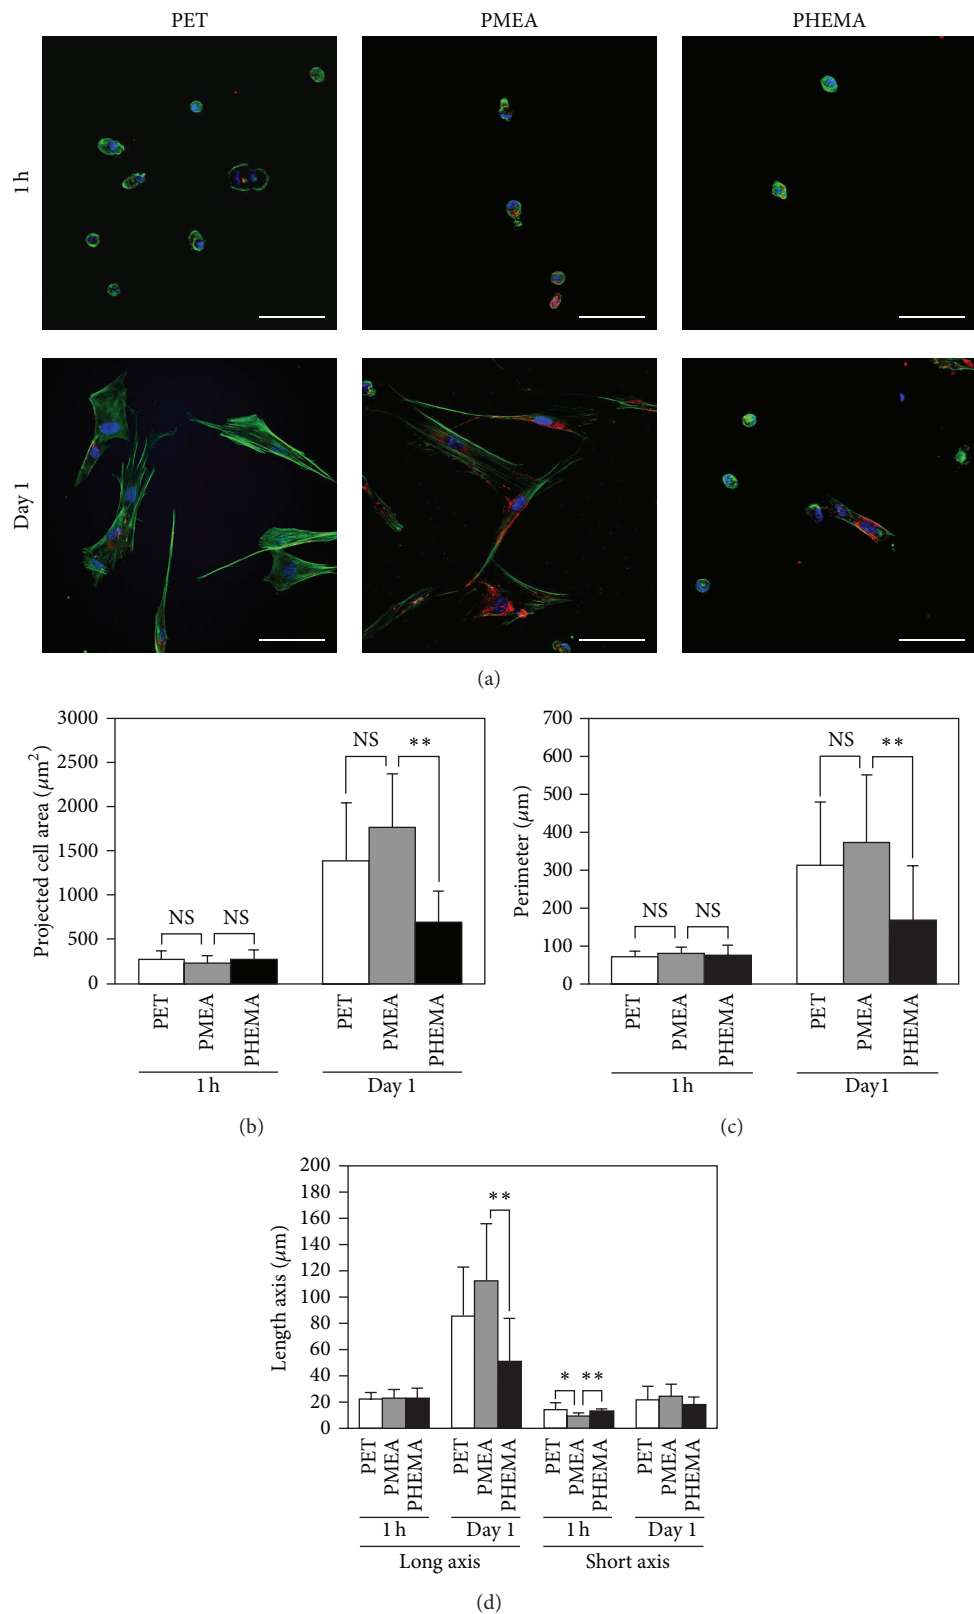 PET PMEA PHEMA
1 h
Day 1
(a)
Projected cell area (μm²)
3000
2500
2000
1500
1000
500
0
NS NS NS **
PET PMEA PHEMA PET PMEA PHEMA
1 h Day 1
(b)
Perimeter (μm)
700
600
500
400
300
200
100
0
NS NS NS **
PET PMEA PHEMA PET PMEA PHEMA
1 h Day1
(c)
Length axis (μm)
200
180
160
140
120
100
80
60
40
20
0
** * **
PET PMEA PHEMA PET PMEA PHEMA PET PMEA PHEMA PET PMEA PHEMA
1 h Day 1 1 h Day 1
Long axis Short axis
(d)